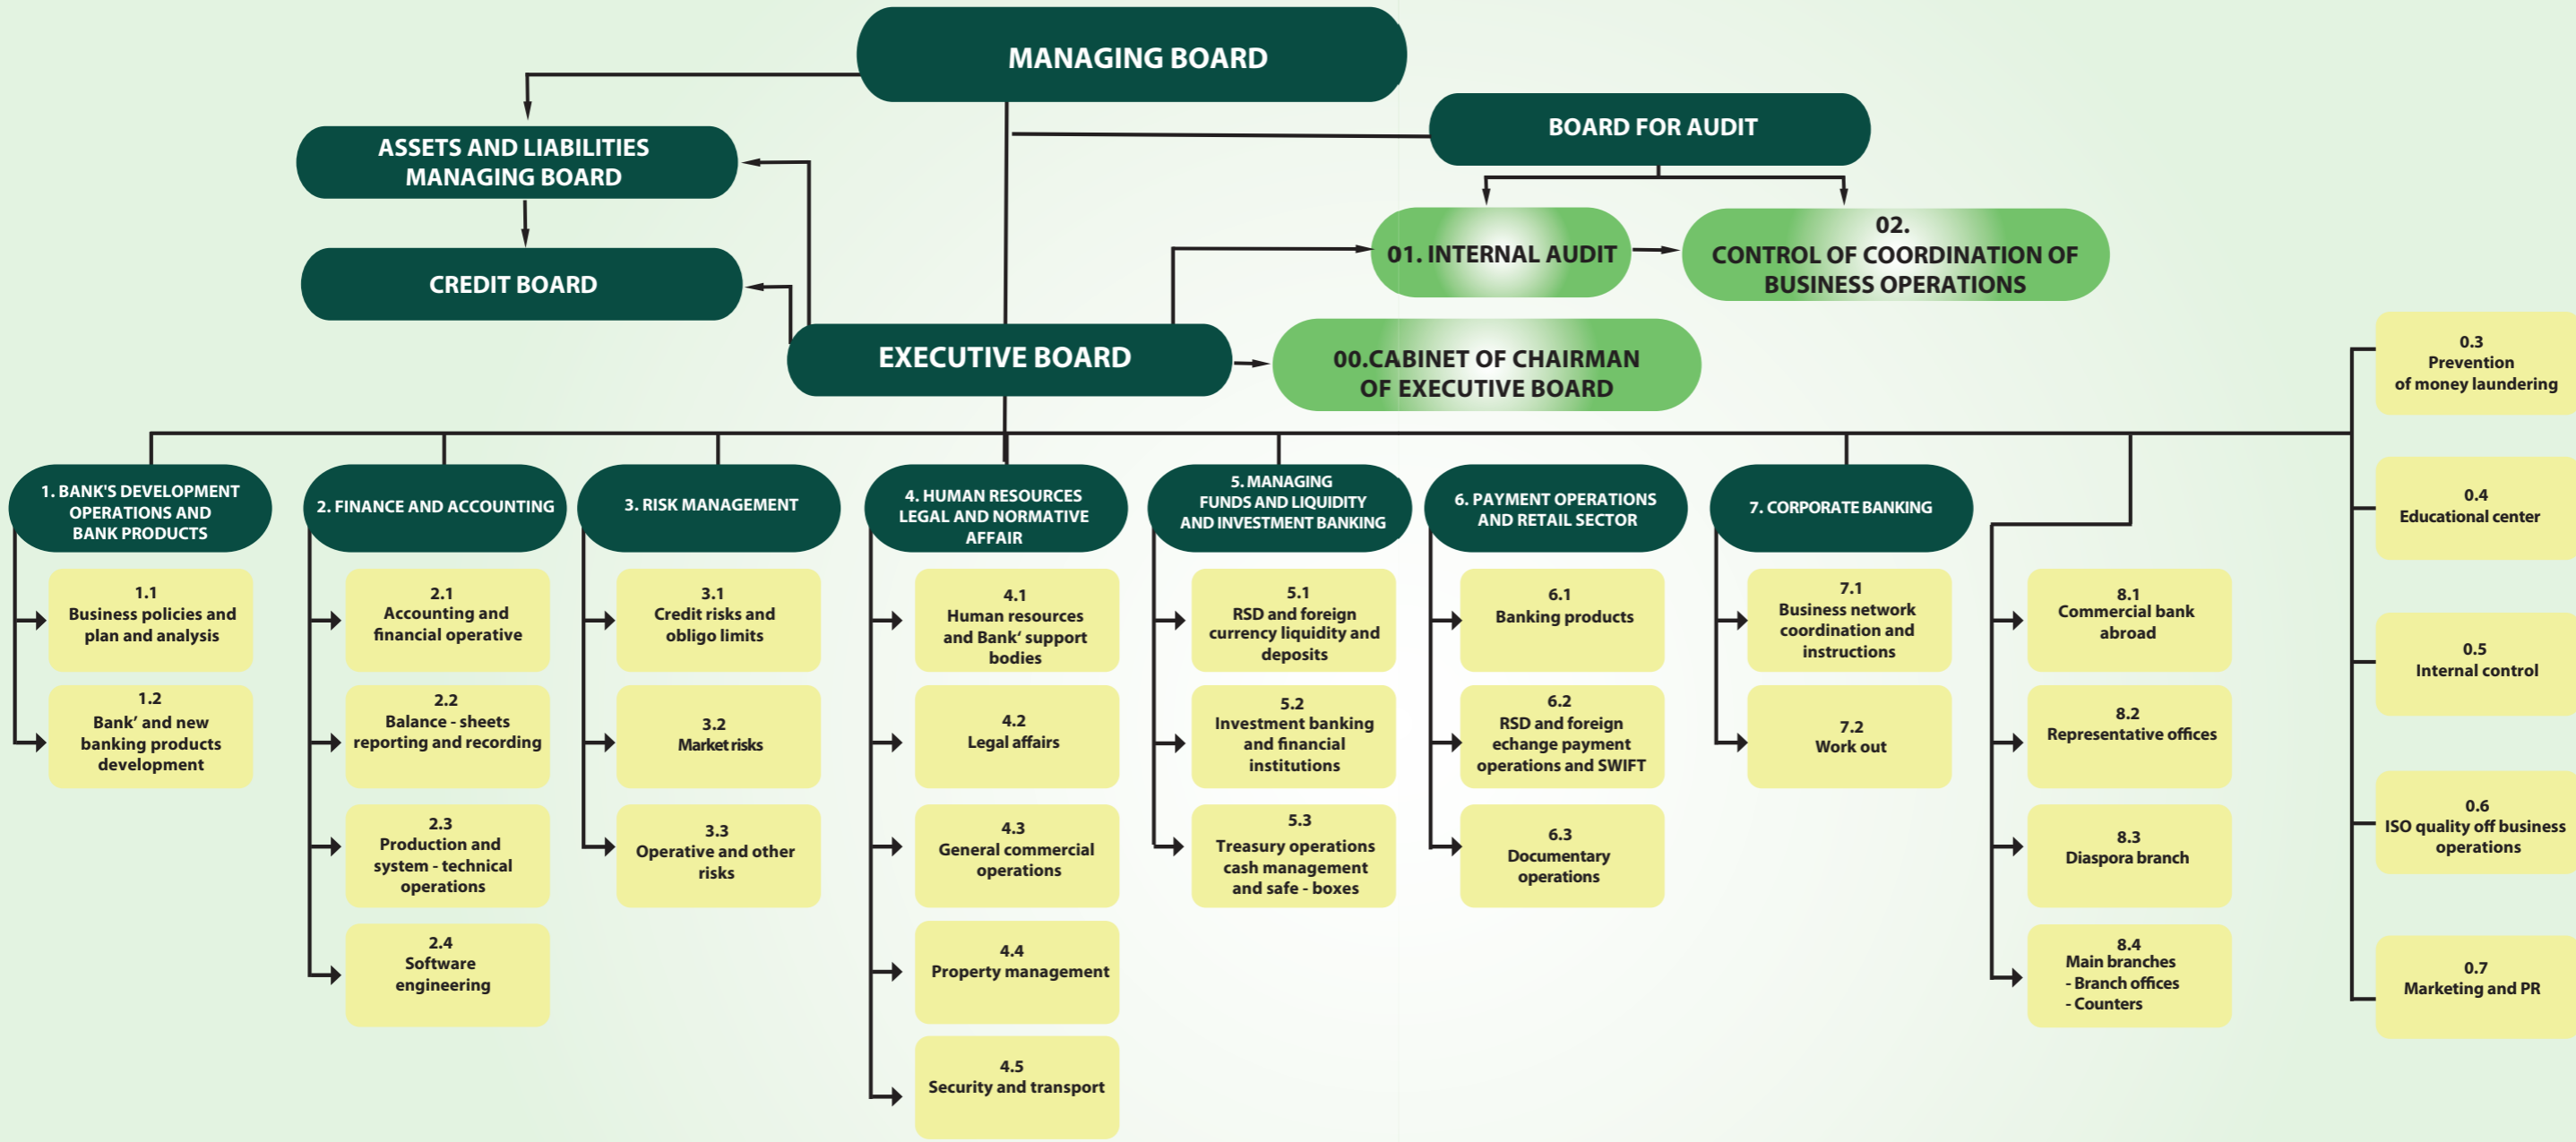 MANAGING BOARD
BOARD FOR AUDIT
ASSETS AND LIABILITIES
MANAGING BOARD
01. INTERNAL AUDIT
02.
CONTROL OF COORDINATION OF
BUSINESS OPERATIONS
CREDIT BOARD
EXECUTIVE BOARD
00.CABINET OF CHAIRMAN
OF EXECUTIVE BOARD
1. BANK'S DEVELOPMENT
OPERATIONS AND
BANK PRODUCTS
1.1
Business policies and
plan and analysis
1.2
Bank’ and new
banking products
development
2. FINANCE AND ACCOUNTING
2.1
Accounting and
financial operative
2.2
Balance - sheets
reporting and recording
2.3
Production and
system - technical
operations
2.4
Software
engineering
3. RISK MANAGEMENT
3.1
Credit risks and
obligo limits
3.2
Market risks
3.3
Operative and other
risks
4. HUMAN RESOURCES
LEGAL AND NORMATIVE
AFFAIR
4.1
Human resources
and Bank‘ support
bodies
4.2
Legal affairs
4.3
General commercial
operations
4.4
Property management
4.5
Security and transport
5. MANAGING
FUNDS AND LIQUIDITY
AND INVESTMENT BANKING
5.1
RSD and foreign
currency liquidity and
deposits
5.2
Investment banking
and financial
institutions
5.3
Treasury operations
cash management
and safe - boxes
6. PAYMENT OPERATIONS
AND RETAIL SECTOR
6.1
Banking products
6.2
RSD and foreign
echange payment
operations and SWIFT
6.3
Documentary
operations
7. CORPORATE BANKING
7.1
Business network
coordination and
instructions
7.2
Work out
8.1
Commercial bank
abroad
8.2
Representative offices
8.3
Diaspora branch
8.4
Main branches
- Branch offices
- Counters
0.3
Prevention
of money laundering
0.4
Educational center
0.5
Internal control
0.6
ISO quality off business
operations
0.7
Marketing and PR